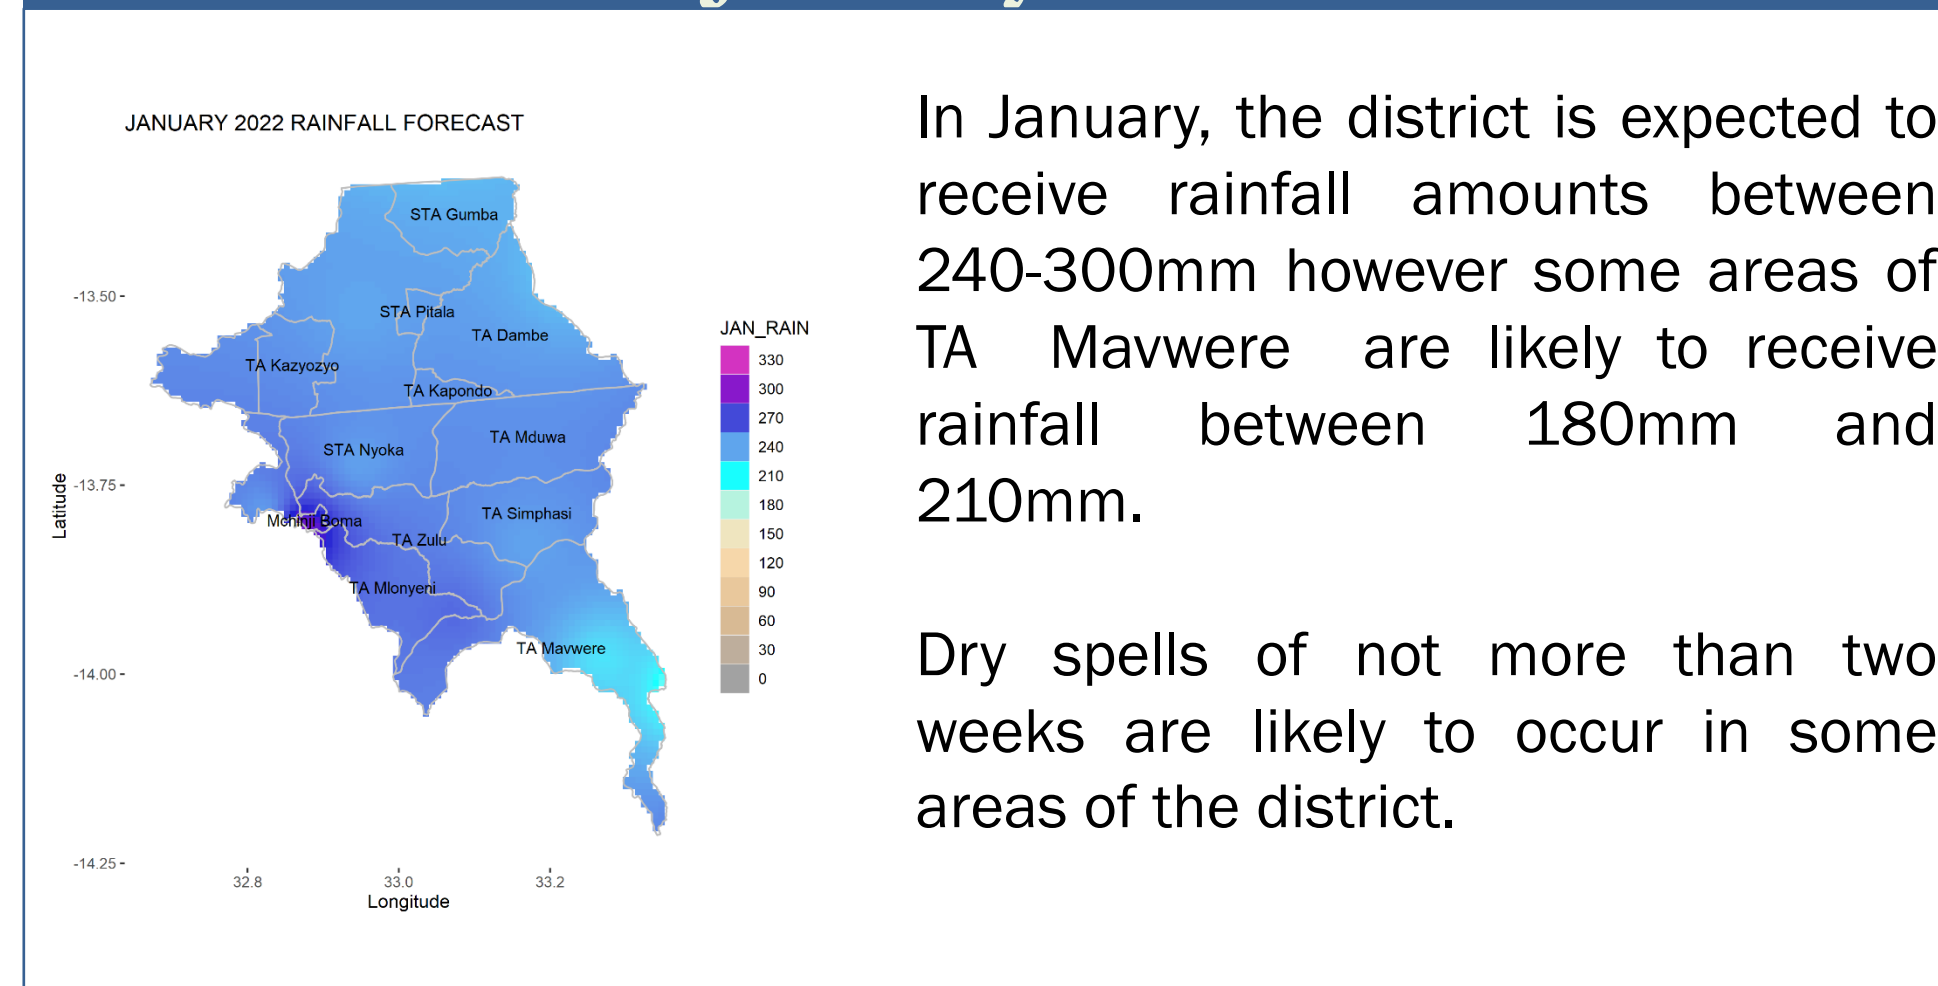 JANUARY 2022 RAINFALL FORECAST
STA Gumba
-13.50
STA Pitala
TA Dambe
TA Kazyozyo
TA Kapondo
STA Nyoka
TA Mduwa
Latitude
-13.75
Mchinji Boma
TA Simphasi
TA Zulu
TA Mlonyeni
TA Mavwere
-14.00
-14.25
32.8
33.0
33.2
Longitude
JAN_RAIN
330
300
270
240
210
180
150
120
90
60
30
0
In January, the district is expected to
receive rainfall amounts between
240-300mm however some areas of
TA Mavwere are likely to receive
rainfall between 180mm and
210mm.
Dry spells of not more than two
weeks are likely to occur in some
areas of the district.